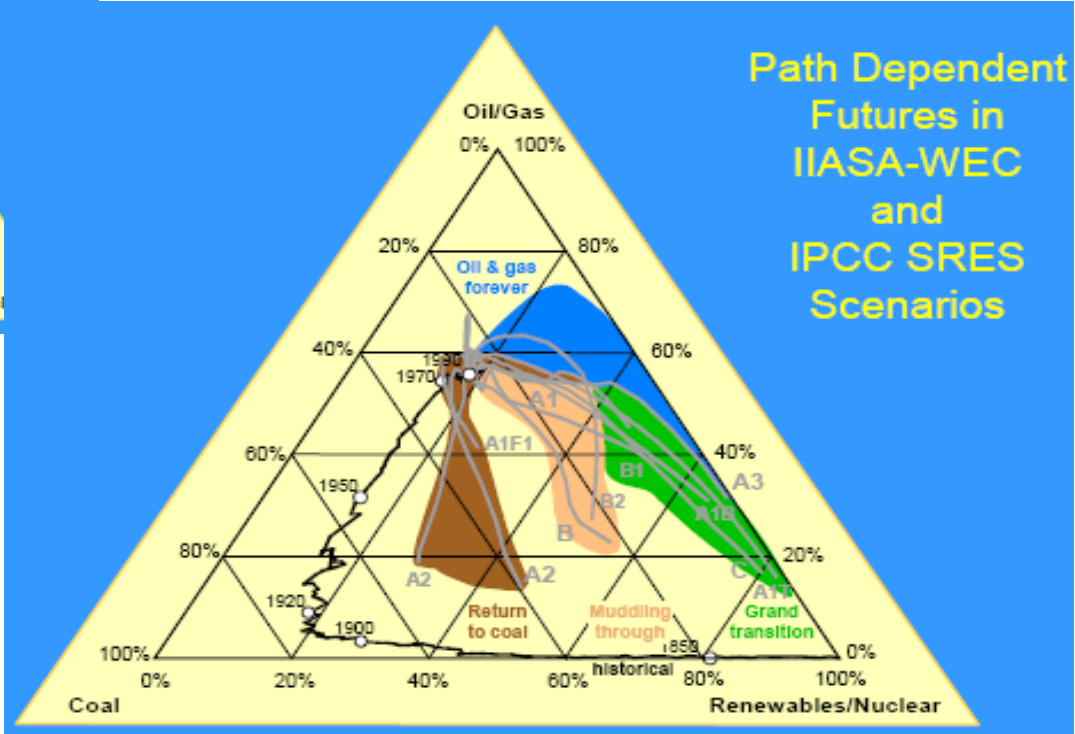 Path Dependent
Futures in
IIASA-WEC
and
IPCC SRES
Scenarios
Oil/Gas
0% 100%
20% 80%
Oil & gas
forever
40% 1990 60%
1970
A1
A1F1
60% 40%
B1 A3
1950
B2 A1B
B
80% 20%
A2 A2 C
A1T
1920 Return Muddling Grand
1900 to coal through transition
100% 1850 0%
historical
0% 20% 40% 60% 80% 100%
Coal Renewables/Nuclear